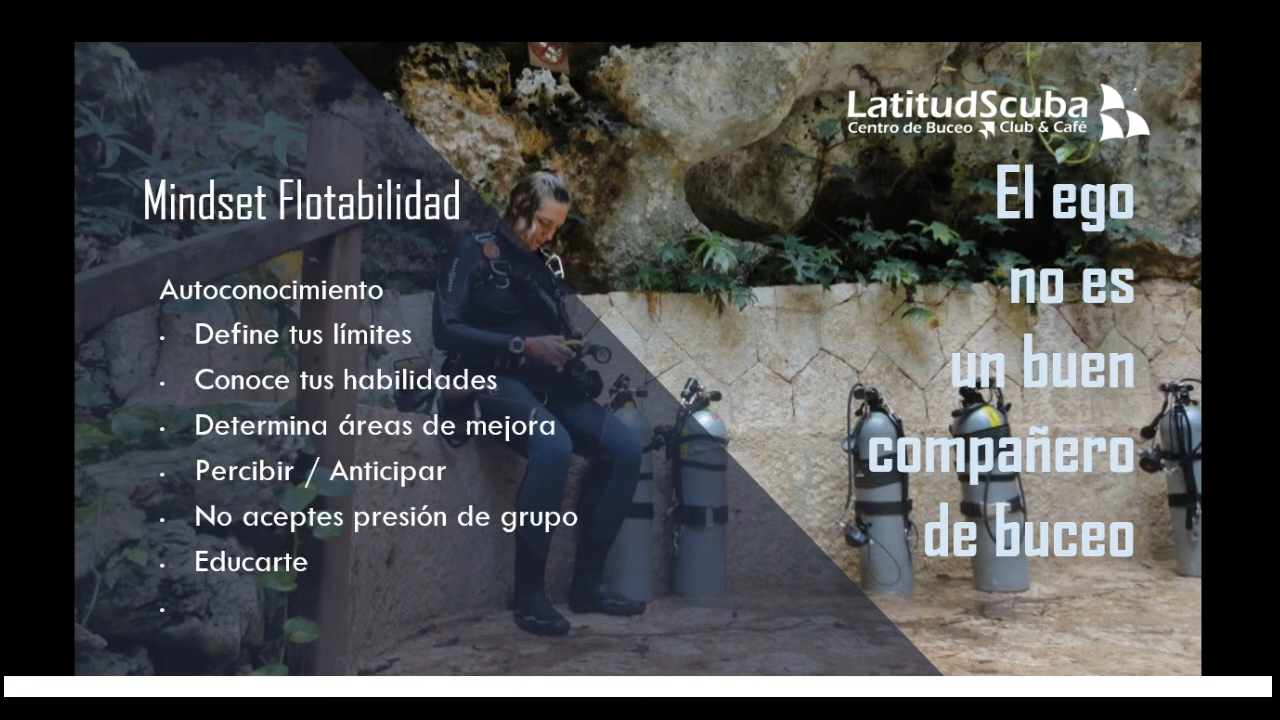 LatitudScuba
Centro de Buceo Club & Café
Mindset Flotabilidad
Autoconocimiento
• Define tus límites
• Conoce tus habilidades
• Determina áreas de mejora
• Percibir / Anticipar
• No aceptes presión de grupo
• Educarte
•
El ego
no es
un buen
compañero
de buceo